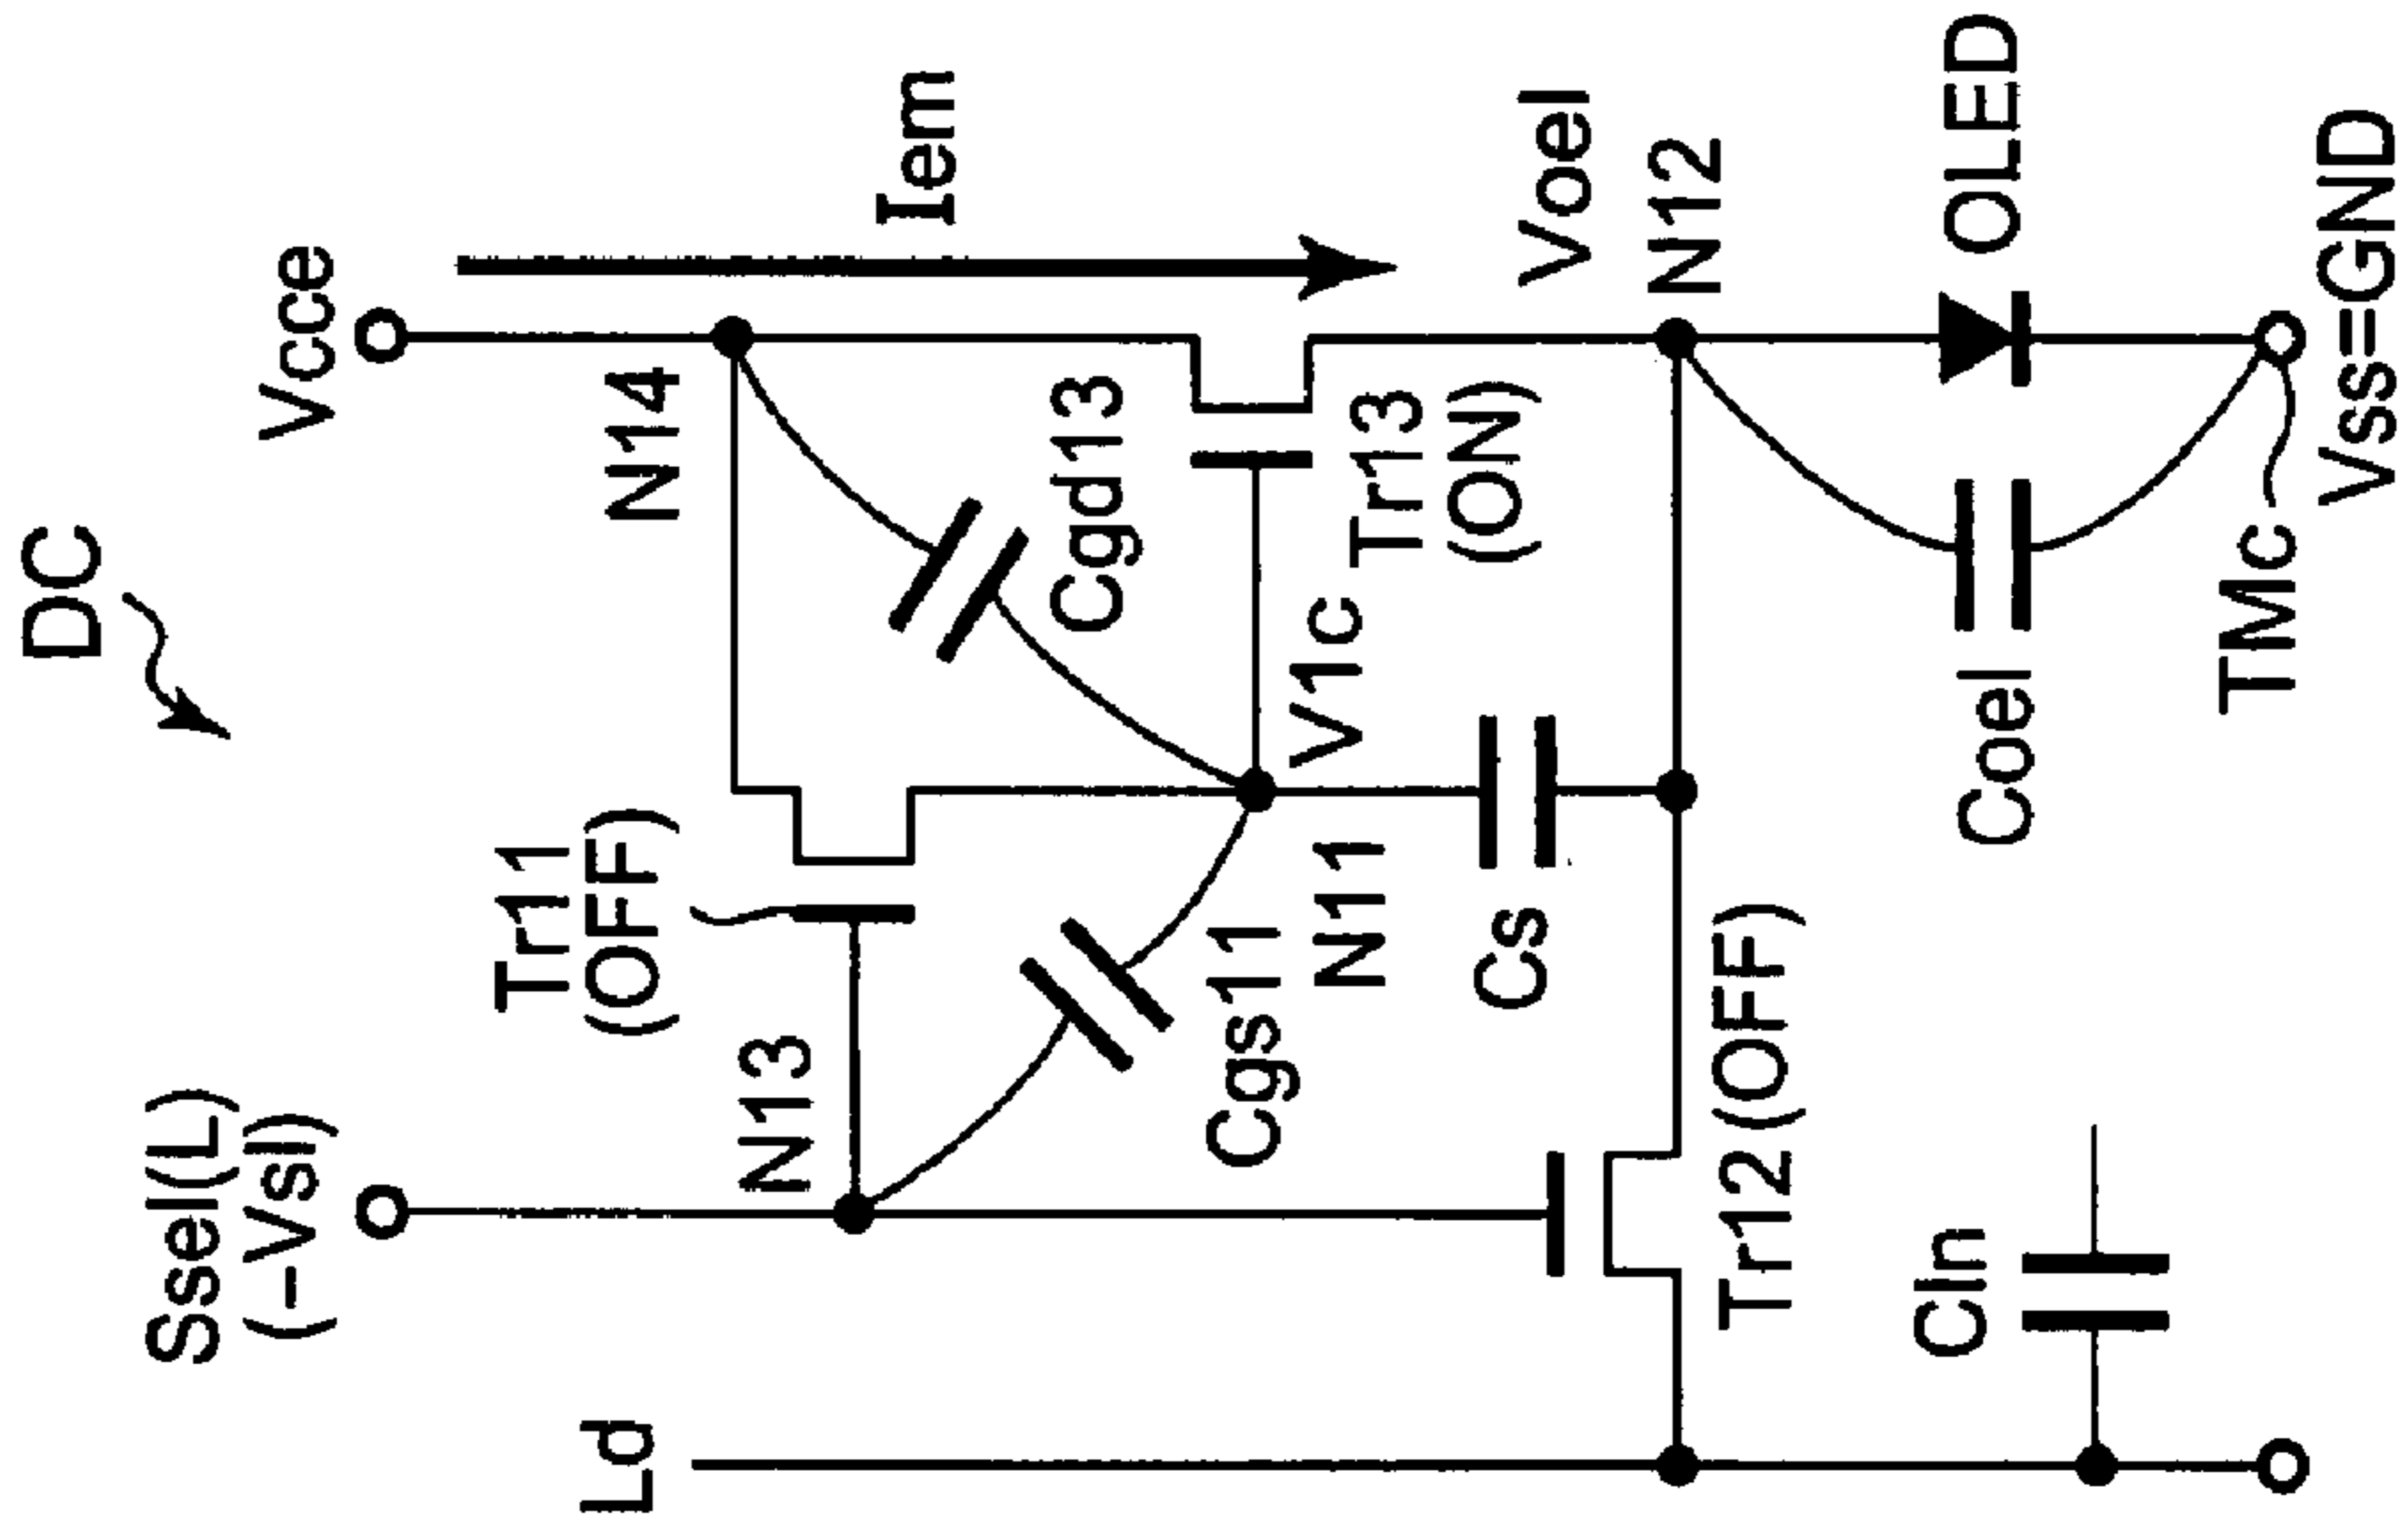 DC
Ssel(L)
(-Vsl)
Vcce
Ld
Tr11
(OFF)
N14
N13
Iem
Cgd13
Cgs11
V1c
N11
Tr13
(ON)
Cs
Voel
N12
Tr12(OFF)
OLED
Coel
Cln
TMc
Vss=GND